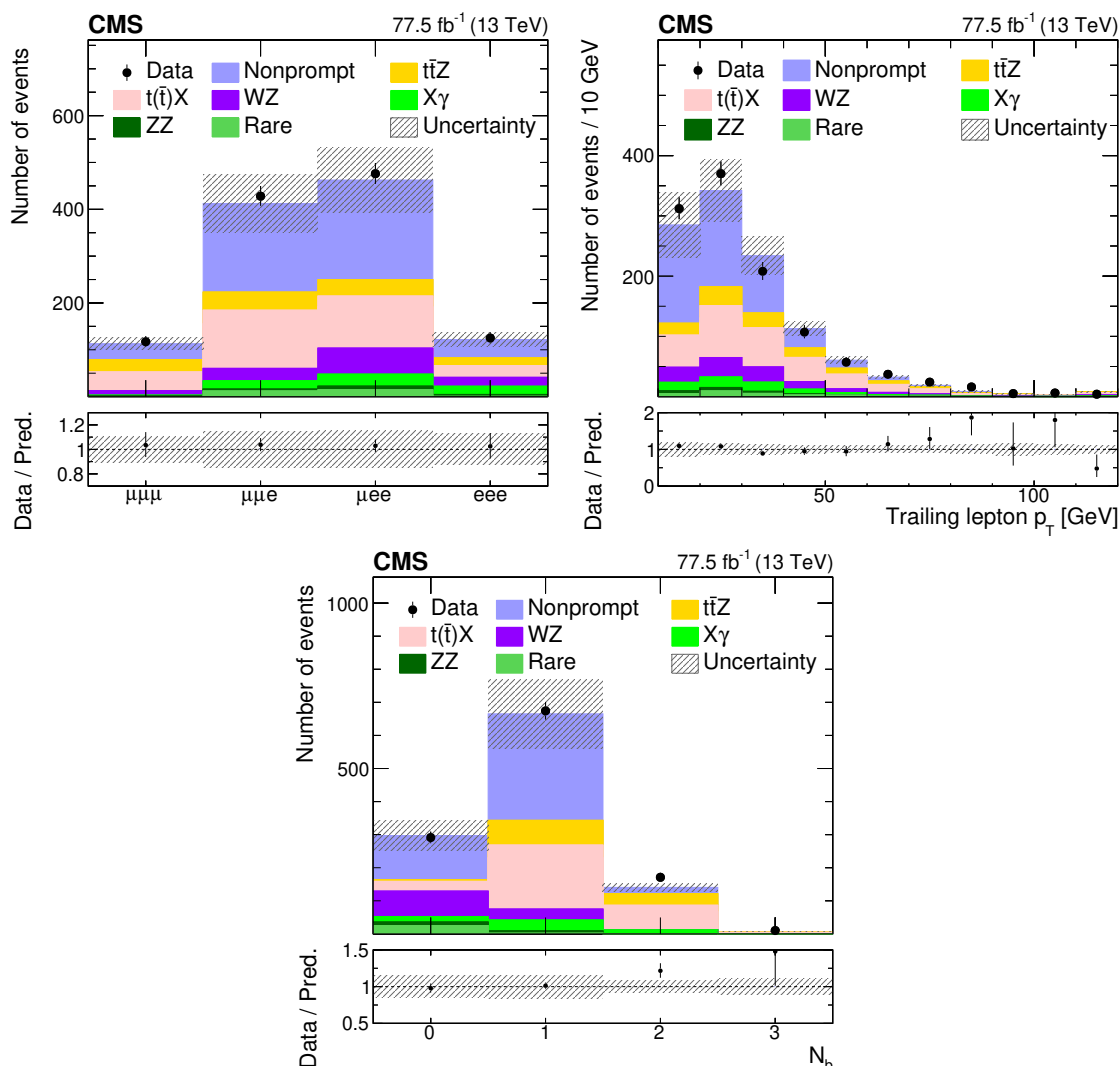 CMS 77.5 fb⁻¹ (13 TeV)
Number of events
600
400
200
Data Nonprompt tt̄Z
t(t̄)X WZ Xγ
ZZ Rare Uncertainty
Data / Pred.
1.2
1
0.8
μμμ μμe μee eee
CMS 77.5 fb⁻¹ (13 TeV)
Number of events / 10 GeV
400
200
Data Nonprompt tt̄Z
t(t̄)X WZ Xγ
ZZ Rare Uncertainty
Data / Pred.
2
1
0
50 100
Trailing lepton p_T [GeV]
CMS 77.5 fb⁻¹ (13 TeV)
Number of events
1000
500
Data Nonprompt tt̄Z
t(t̄)X WZ Xγ
ZZ Rare Uncertainty
Data / Pred.
1.5
1
0.5
0 1 2 3
N_b